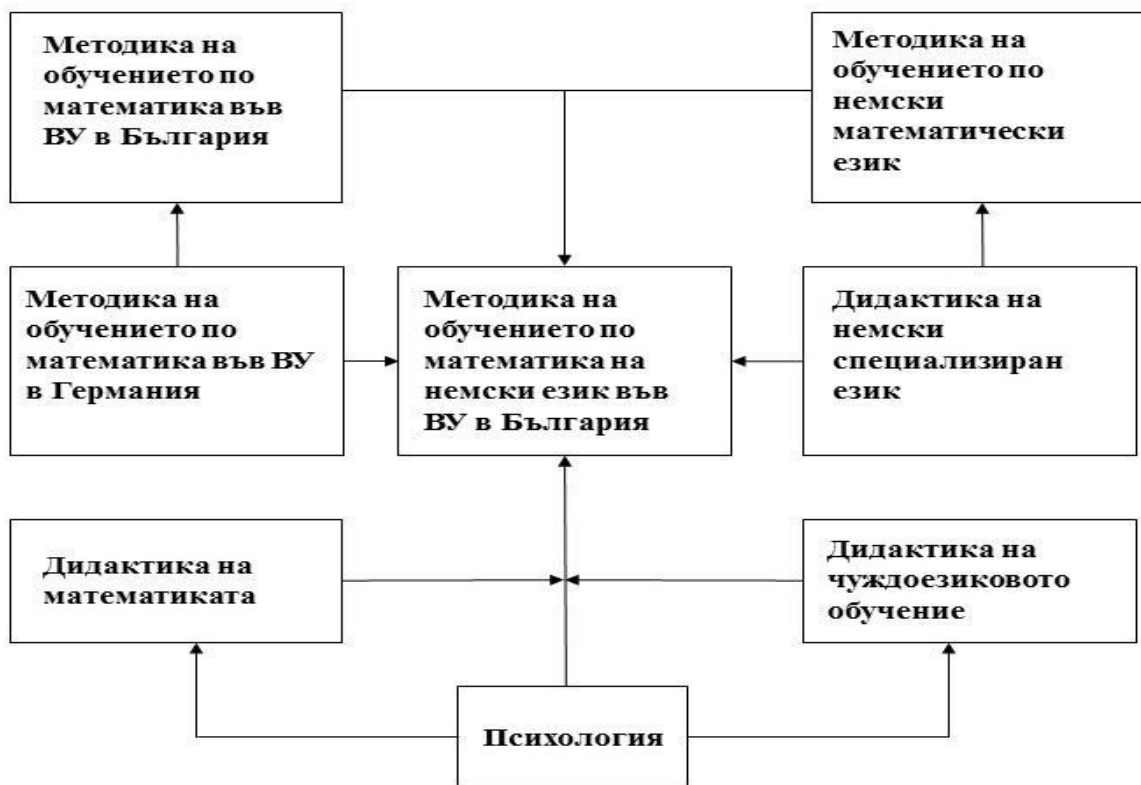 Методика на
обучението по
математика във
ВУ в България
Методика на
обучението по
немски
математически
език
Методика на
обучението по
математика във ВУ
в Германия
Методика на
обучението по
математика на
немски език във
ВУ в България
Дидактика на
немски
специализиран
език
Дидактика на
математиката
Дидактика на
чуждоезиковото
обучение
Психология